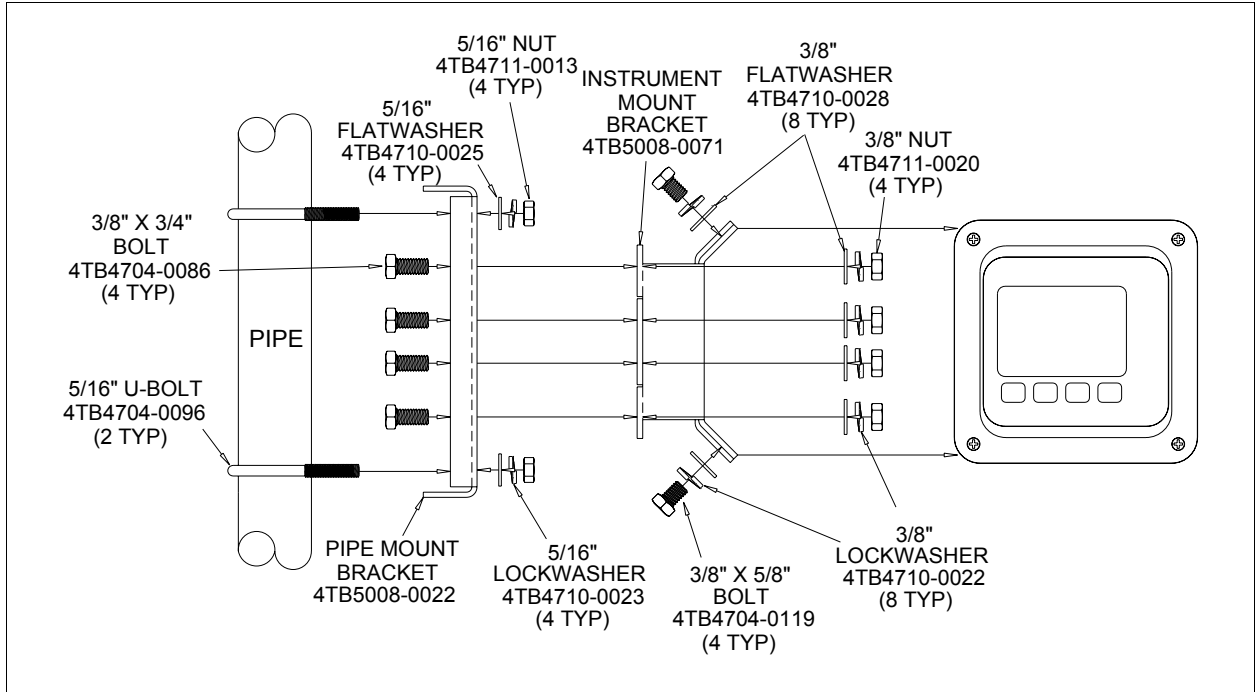 5/16" NUT
4TB4711-0013
(4 TYP)
3/8"
FLATWASHER
4TB4710-0028
(8 TYP)
INSTRUMENT
MOUNT
BRACKET
4TB5008-0071
5/16"
FLATWASHER
4TB4710-0025
(4 TYP)
3/8" NUT
4TB4711-0020
(4 TYP)
3/8" X 3/4"
BOLT
4TB4704-0086
(4 TYP)
PIPE
5/16" U-BOLT
4TB4704-0096
(2 TYP)
PIPE MOUNT
BRACKET
4TB5008-0022
5/16"
LOCKWASHER
4TB4710-0023
(4 TYP)
3/8" X 5/8"
BOLT
4TB4704-0119
(4 TYP)
3/8"
LOCKWASHER
4TB4710-0022
(8 TYP)